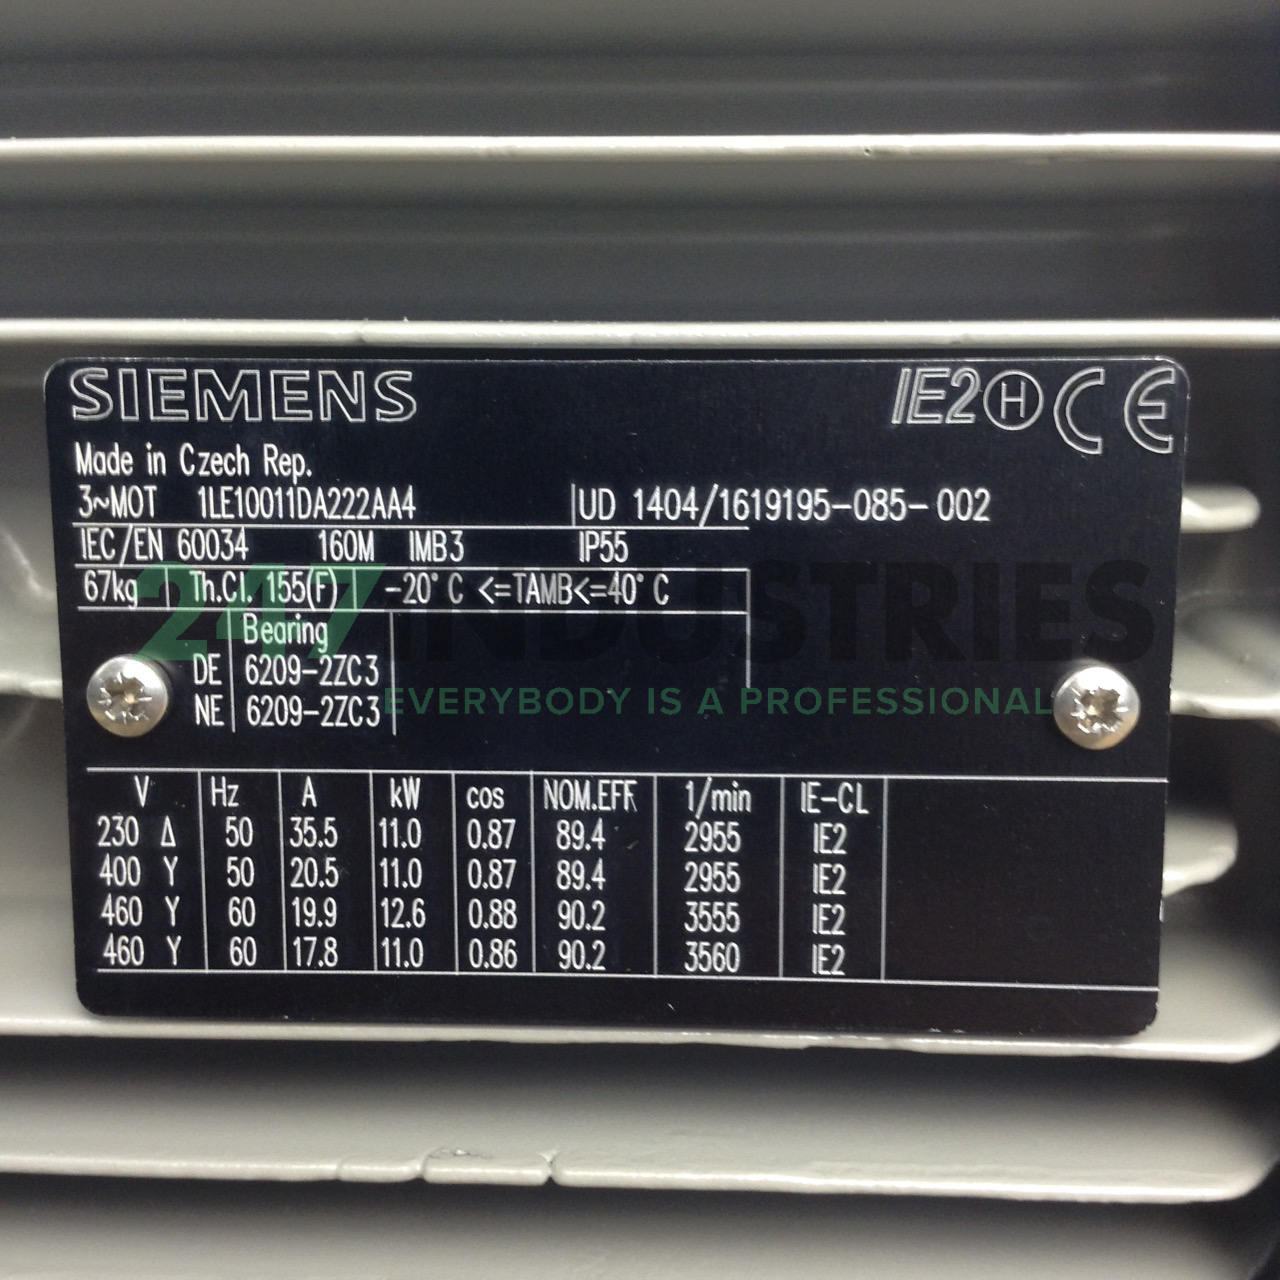 SIEMENS IE2 H CE
Made in Czech Rep.
3~MOT 1LE10011DA222AA4 UD 1404/1619195-085-002
IEC/EN 60034 160M IMB3 IP55
67kg Th.Cl. 155(F) -20°C <=TAMB<=40°C
247 INDUSTRIES
EVERYBODY IS A PROFESSIONAL
Bearing
DE 6209-2ZC3
NE 6209-2ZC3
V Hz A kW cos NOM.EFF 1/min IE-CL
230 Δ 50 35.5 11.0 0.87 89.4 2955 IE2
400 Y 50 20.5 11.0 0.87 89.4 2955 IE2
460 Y 60 19.9 12.6 0.88 90.2 3555 IE2
460 Y 60 17.8 11.0 0.86 90.2 3560 IE2